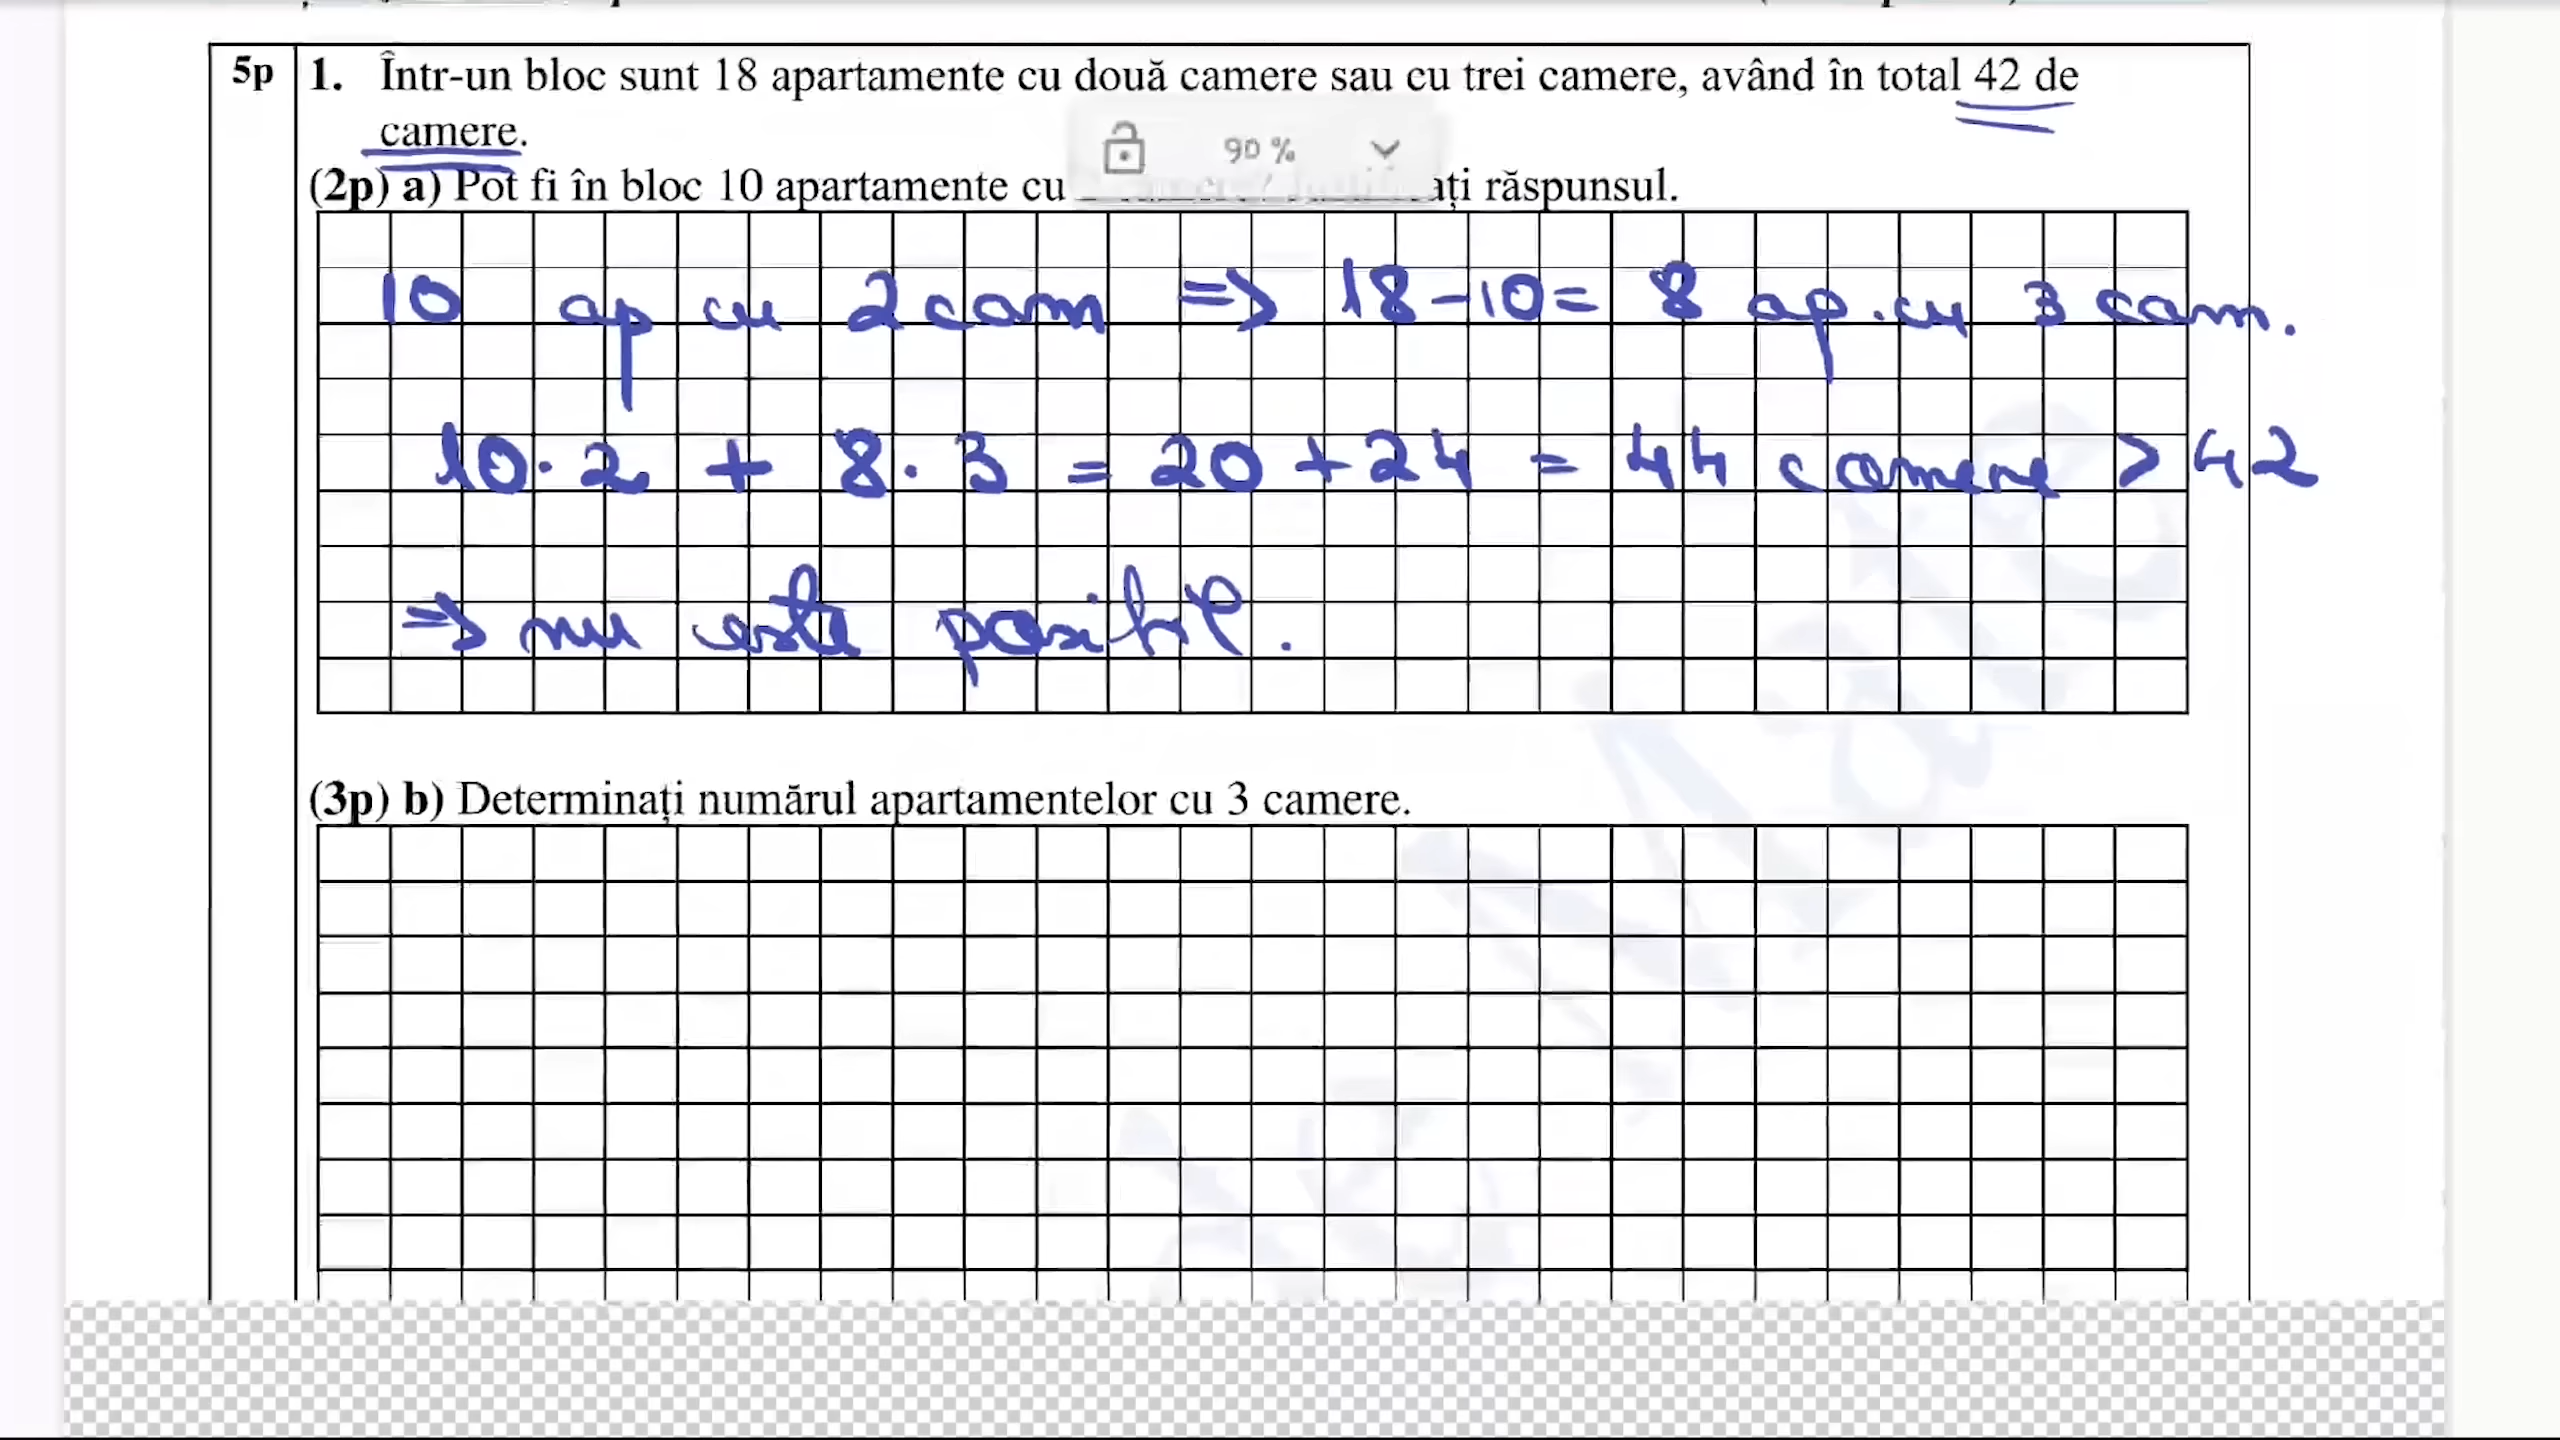 5p 1. Într-un bloc sunt 18 apartamente cu două camere sau cu trei camere, având în total 42 de
camere.
90 %
(2p) a) Pot fi în bloc 10 apartamente cu ați răspunsul.
10 ap cu 2 cam => 18-10= 8 ap. cu 3 cam.
10·2 + 8·3 = 20 + 24 = 44 camere > 42
=> nu este posibil.
(3p) b) Determinați numărul apartamentelor cu 3 camere.